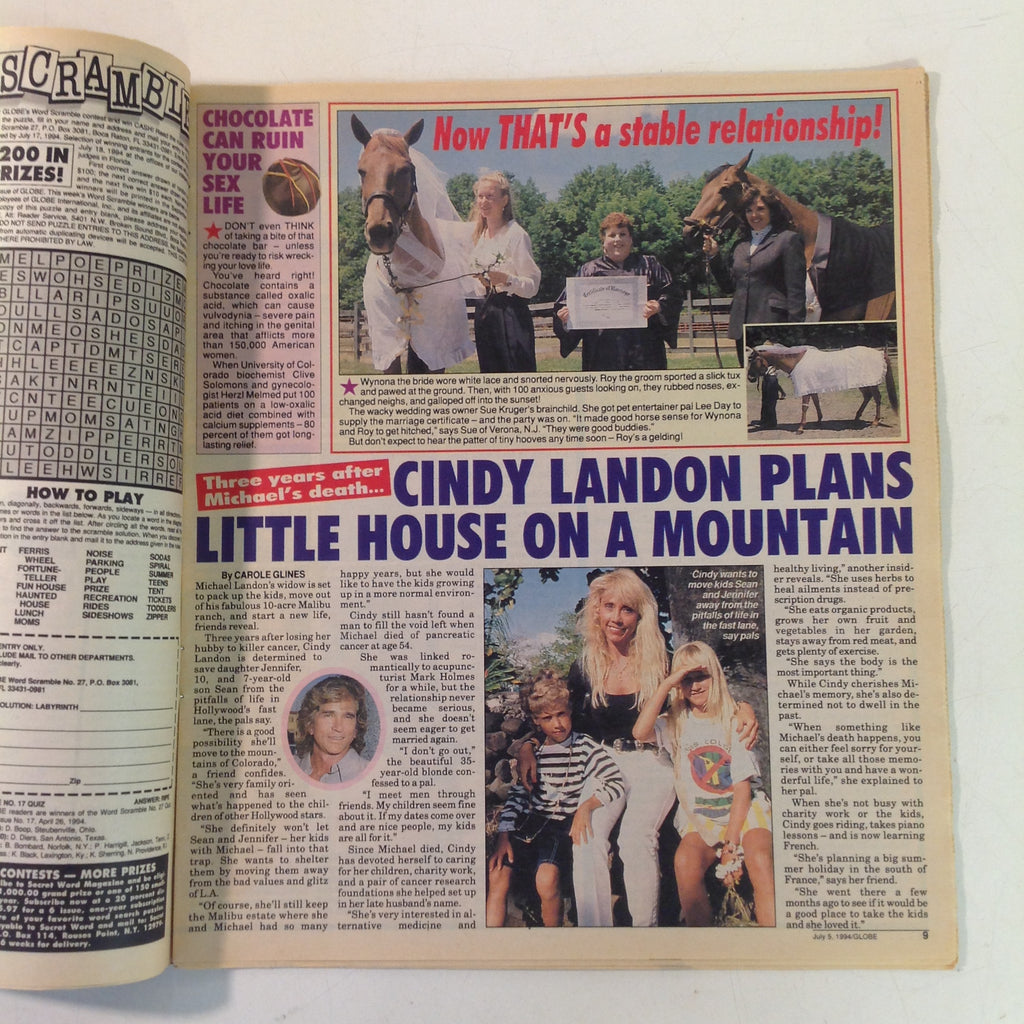 SCRAMBLE
200 IN
PRIZES!
HOW TO PLAY
FERRIS
WHEEL
FORTUNE-
TELLER
FUN HOUSE
HAUNTED
HOUSE
LUNCH
MOMS
NOISE
PARKING
PEOPLE
PLAY
PRIZE
RECREATION
RIDES
SIDESHOWS
SODAS
SPIRAL
SUMMER
TEENS
TENT
TICKETS
TODDLERS
ZIPPER
ENTRY ONLY.
LUDE MAIL TO OTHER DEPARTMENTS.
Word Scramble No. 27, P.O. Box 3081,
FL 33431-0981
OLUTION: LABYRINTH
Zip
NO. 17 QUIZ
CONTESTS — MORE PRIZES
CHOCOLATE
CAN RUIN
YOUR
SEX
LIFE
DON'T even THINK
of taking a bite of that
chocolate bar – unless
you're ready to risk wreck-
ing your love life.
You've heard right!
Chocolate contains a
substance called oxalic
acid, which can cause
vulvodynia – severe pain
and itching in the genital
area that afflicts more
than 150,000 American
women.
When University of Col-
orado biochemist Clive
Solomons and gynecolo-
gist Herzl Melmed put 100
patients on a low-oxalic
acid diet combined with
calcium supplements – 80
percent of them got long-
lasting relief.
Now THAT'S a stable relationship!
Certificate of Marriage
Wynona the bride wore white lace and snorted nervously. Roy the groom sported a slick tux
and pawed at the ground. Then, with 100 anxious guests looking on, they rubbed noses, ex-
changed neighs, and galloped off into the sunset!
The wacky wedding was owner Sue Kruger's brainchild. She got pet entertainer pal Lee Day to
supply the marriage certificate – and the party was on. "It made good horse sense for Wynona
and Roy to get hitched," says Sue of Verona, N.J. "They were good buddies."
But don't expect to hear the patter of tiny hooves any time soon – Roy's a gelding!
Three years after
Michael's death...
CINDY LANDON PLANS
LITTLE HOUSE ON A MOUNTAIN
By CAROLE GLINES
Michael Landon's widow is set
to pack up the kids, move out
of his fabulous 10-acre Malibu
ranch, and start a new life,
friends reveal.
Three years after losing her
hubby to killer cancer, Cindy
Landon is determined to
save daughter Jennifer,
10, and 7-year-old
son Sean from the
pitfalls of life in
Hollywood's fast
lane, the pals say.
"There is a good
possibility she'll
move to the moun-
tains of Colorado,"
a friend confides.
"She's very family ori-
ented and has seen
what's happened to the chil-
dren of other Hollywood stars.
"She definitely won't let
Sean and Jennifer – her kids
with Michael – fall into that
trap. She wants to shelter
them by moving them away
from the bad values and glitz
of L.A.
"Of course, she'll still keep
the Malibu estate where she
and Michael had so many
happy years, but she would
like to have the kids growing
up in a more normal environ-
ment."
Cindy still hasn't found a
man to fill the void left when
Michael died of pancreatic
cancer at age 54.
She was linked ro-
mantically to acupunc-
turist Mark Holmes
for a while, but the
relationship never
became serious,
and she doesn't
seem eager to get
married again.
"I don't go out,"
the beautiful 35-
year-old blonde con-
fessed to a pal.
"I meet men through
friends. My children seem fine
about it. If my dates come over
and are nice people, my kids
are all for it."
Since Michael died, Cindy
has devoted herself to caring
for her children, charity work,
and a pair of cancer research
foundations she helped set up
in her late husband's name.
"She's very interested in al-
ternative medicine and
Cindy wants to
move kids Sean
and Jennifer
away from the
pitfalls of life in
the fast lane,
say pals
healthy living," another insid-
er reveals. "She uses herbs to
heal ailments instead of pre-
scription drugs.
"She eats organic products,
grows her own fruit and
vegetables in her garden,
stays away from red meat, and
gets plenty of exercise.
"She says the body is the
most important thing."
While Cindy cherishes Mi-
chael's memory, she's also de-
termined not to dwell in the
past.
"When something like
Michael's death happens, you
can either feel sorry for your-
self, or take all those memo-
ries with you and have a won-
derful life," she explained to
her pal.
When she's not busy with
charity work or the kids,
Cindy goes riding, takes piano
lessons – and is now learning
French.
"She's planning a big sum-
mer holiday in the south of
France," says her friend.
"She went there a few
months ago to see if it would be
a good place to take the kids
and she loved it."
July 5, 1994/GLOBE
9